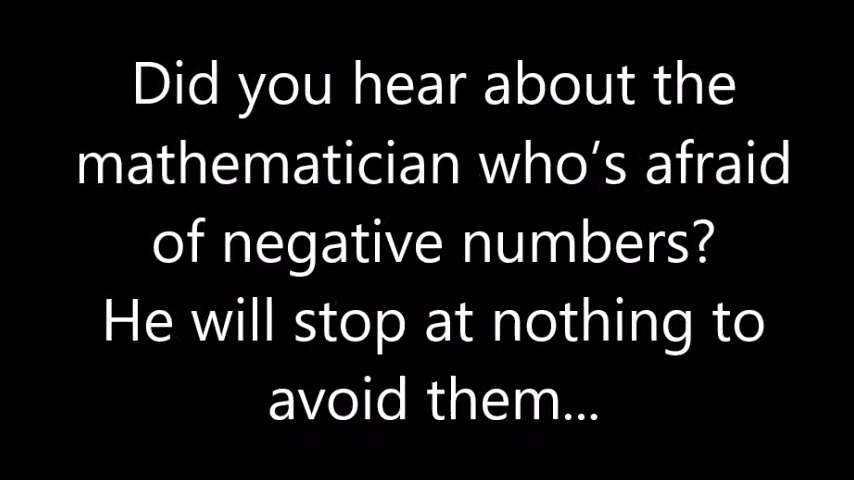 Did you hear about the
mathematician who’s afraid
of negative numbers?
He will stop at nothing to
avoid them...